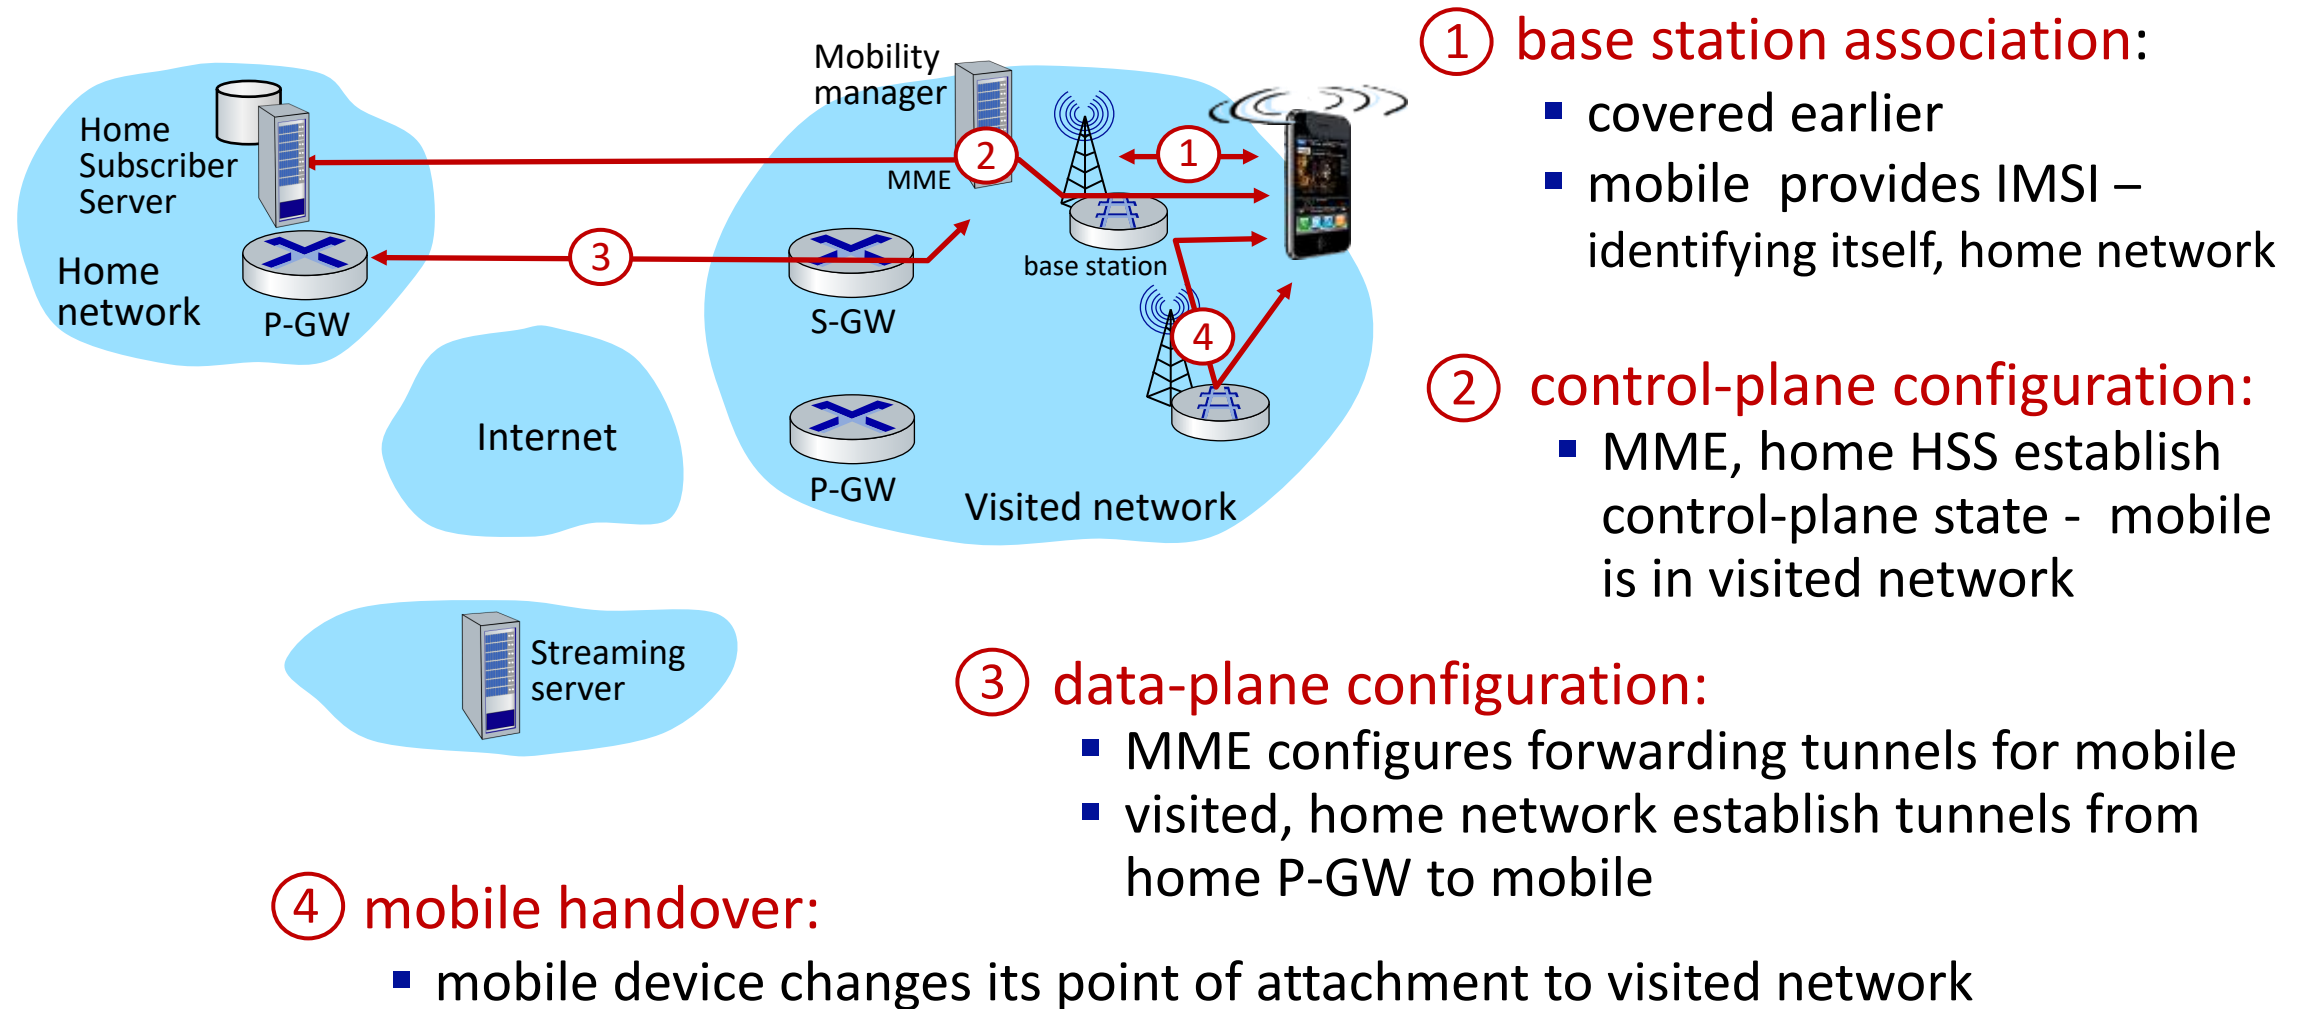 Home
Subscriber
Server
Home
network
P-GW
Mobility
manager
MME
2
1
3
S-GW
base station
4
P-GW
Visited network
Internet
Streaming
server
1 base station association:
▪ covered earlier
▪ mobile provides IMSI –
identifying itself, home network
2 control-plane configuration:
▪ MME, home HSS establish
control-plane state - mobile
is in visited network
3 data-plane configuration:
▪ MME configures forwarding tunnels for mobile
▪ visited, home network establish tunnels from
home P-GW to mobile
4 mobile handover:
▪ mobile device changes its point of attachment to visited network